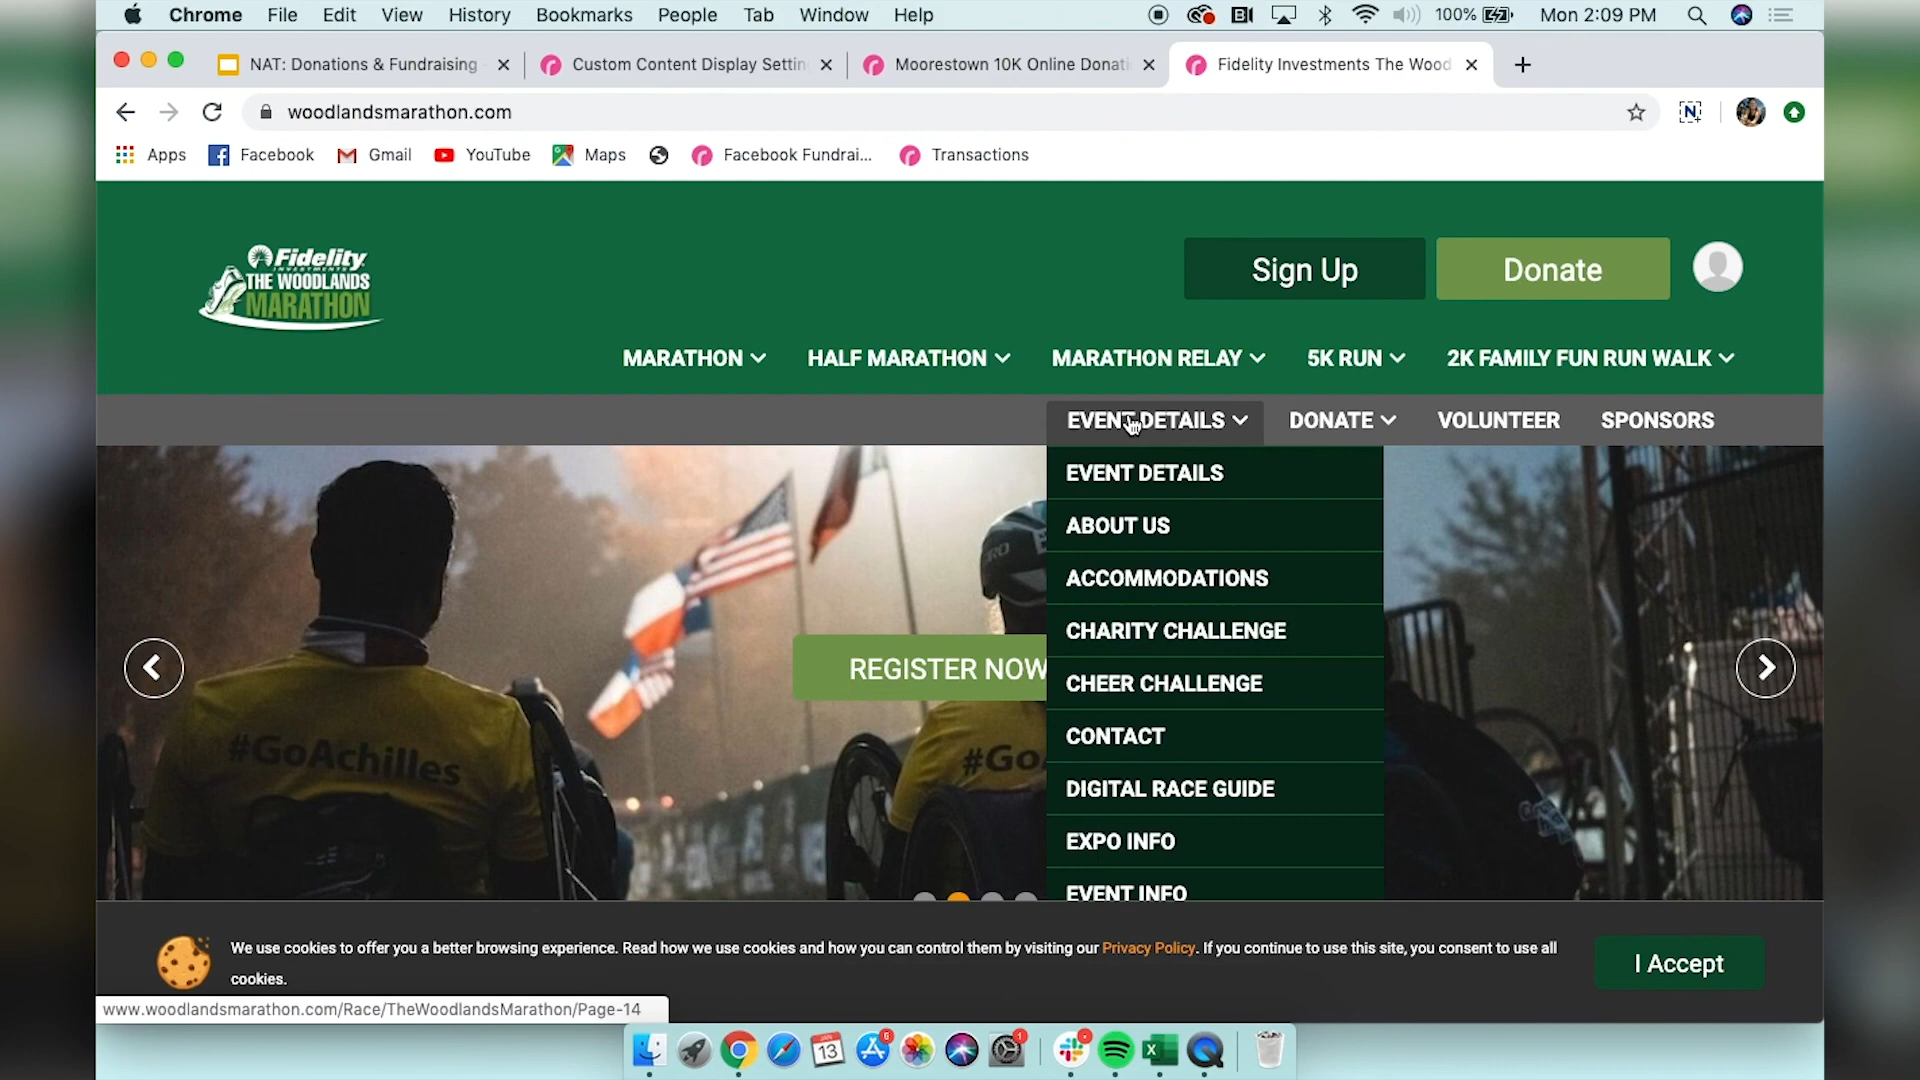 Chrome File Edit View History Bookmarks People Tab Window Help 100% Mon 2:09 PM
NAT: Donations & Fundraising Custom Content Display Settin Moorestown 10K Online Donati Fidelity Investments The Wood
woodlandsmarathon.com
Apps Facebook Gmail YouTube Maps Facebook Fundrai... Transactions
Fidelity
INVESTMENTS
THE WOODLANDS
MARATHON
Sign Up Donate
MARATHON HALF MARATHON MARATHON RELAY 5K RUN 2K FAMILY FUN RUN WALK
EVENT DETAILS DONATE VOLUNTEER SPONSORS
EVENT DETAILS
ABOUT US
ACCOMMODATIONS
CHARITY CHALLENGE
CHEER CHALLENGE
CONTACT
DIGITAL RACE GUIDE
EXPO INFO
EVENT INFO
REGISTER NOW
#GoAchilles
#Go
We use cookies to offer you a better browsing experience. Read how we use cookies and how you can control them by visiting our Privacy Policy. If you continue to use this site, you consent to use all
cookies.
I Accept
www.woodlandsmarathon.com/Race/TheWoodlandsMarathon/Page-14
JAN
13
6
1